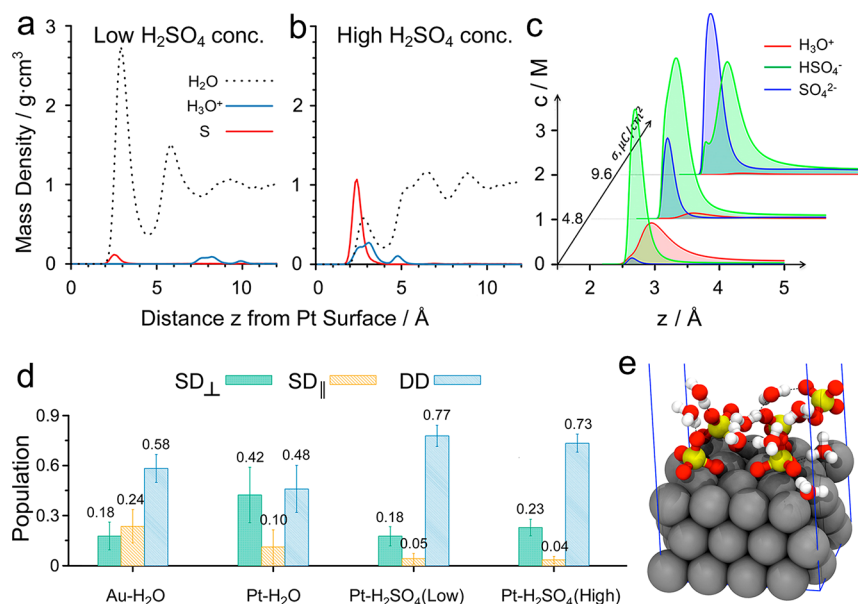 a
Low H₂SO₄ conc.
b
High H₂SO₄ conc.
c
Mass Density / g·cm³
2
1
0
H₂O
H₃O⁺
S
0
5
10
2
1
0
0
5
10
Distance z from Pt Surface / Å
c / M
3
2
1
0
σ, μC/cm²
9.6
4.8
H₃O⁺
HSO₄⁻
SO₄²⁻
2
3
4
5
z / Å
d
SD⊥
SD∥
DD
Population
0.9
0.6
0.3
0.0
0.18
0.24
0.58
0.42
0.10
0.48
0.18
0.05
0.77
0.23
0.04
0.73
Au-H₂O
Pt-H₂O
Pt-H₂SO₄(Low)
Pt-H₂SO₄(High)
e